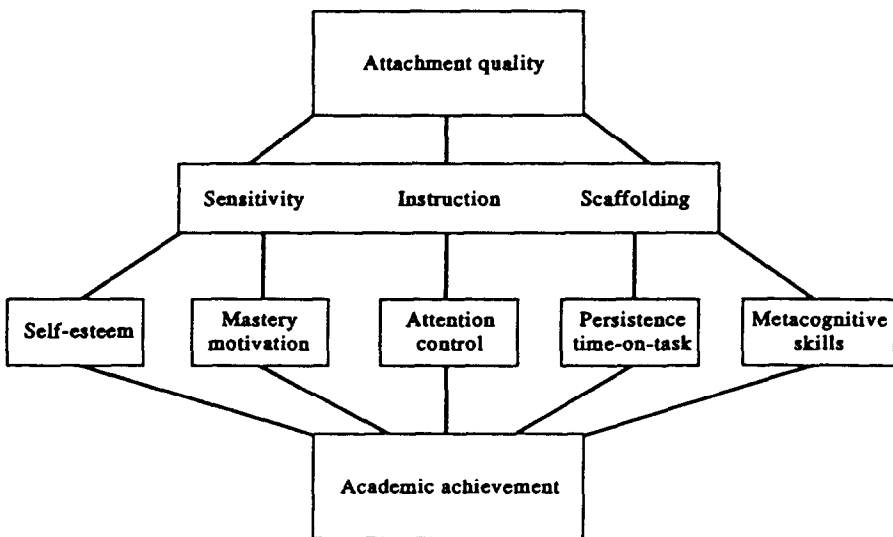 Attachment quality
Sensitivity Instruction Scaffolding
Self-esteem
Mastery
motivation
Attention
control
Persistence
time-on-task
Metacognitive
skills
Academic achievement